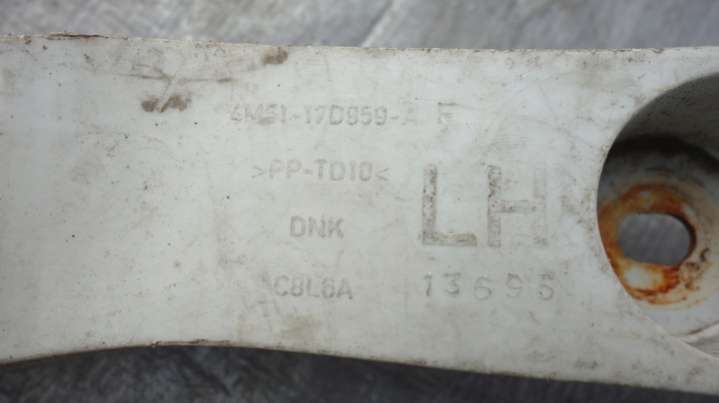 4M51-17D959-A F
>PP-TD10<
LH
DNK
C8L6A
13695